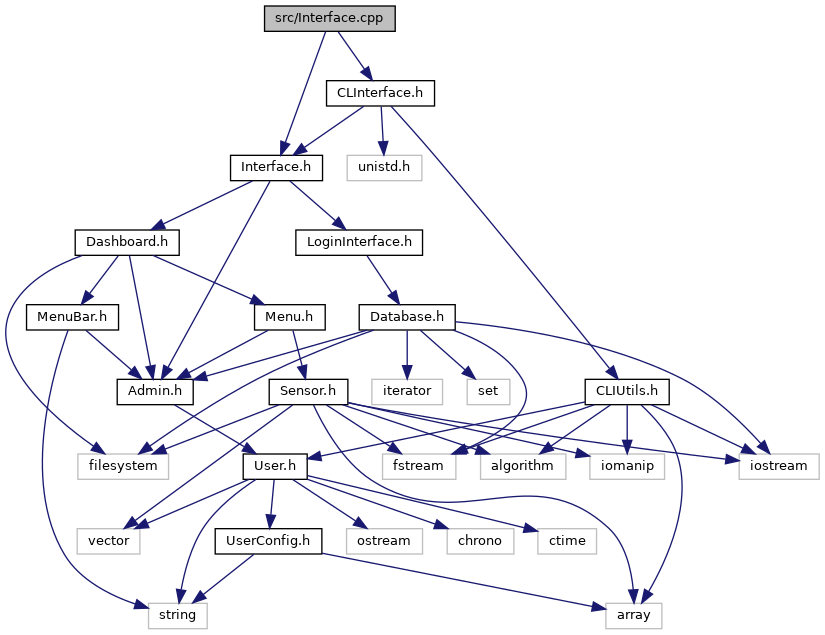 src/Interface.cpp
CLInterface.h
Interface.h
unistd.h
Dashboard.h
LoginInterface.h
MenuBar.h
Menu.h
Database.h
Admin.h
Sensor.h
iterator
set
CLIUtils.h
filesystem
User.h
fstream
algorithm
iomanip
iostream
vector
UserConfig.h
ostream
chrono
ctime
string
array